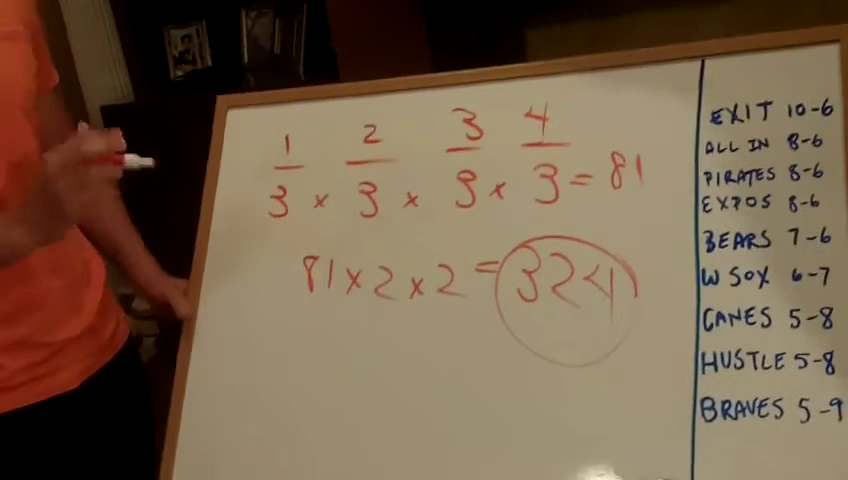 1 2 3 4
3 × 3 × 3 × 3 = 81
81 × 2 × 2 = 324
EXIT 10-6
ALL IN 8-6
PIRATES 8-6
EXPOS 8-6
BEARS 7-6
W SOX 6-7
CANES 5-8
HUSTLE 5-8
BRAVES 5-9